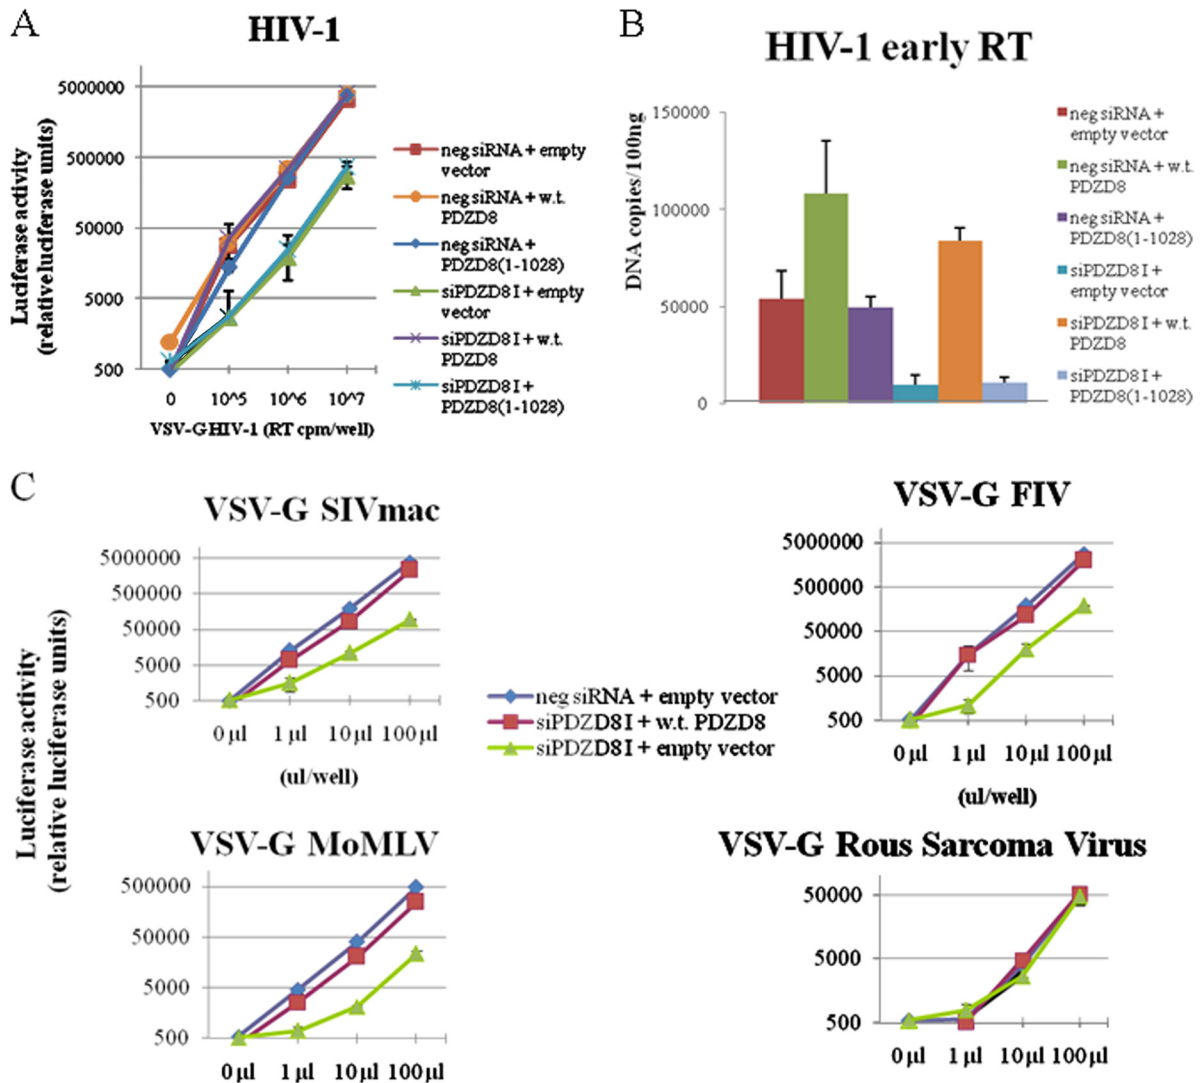 A
HIV-1
5000000
500000
50000
5000
500
0
10^5
10^6
10^7
Luciferase activity
(relative luciferase units)
VSV-G HIV-1 (RT cpm/well)
neg siRNA + empty
vector
neg siRNA + w.t.
PDZD8
neg siRNA +
PDZD8(1-1028)
siPDZD8 I + empty
vector
siPDZD8 I + w.t.
PDZD8
siPDZD8 I +
PDZD8(1-1028)
B
HIV-1 early RT
150000
100000
50000
0
DNA copies/100ng
neg siRNA +
empty vector
neg siRNA + w.t.
PDZD8
neg siRNA +
PDZD8(1-1028)
siPDZD8 I +
empty vector
siPDZD8 I + w.t.
PDZD8
siPDZD8 I +
PDZD8(1-1028)
C
Luciferase activity
(relative luciferase units)
VSV-G SIVmac
5000000
500000
50000
5000
500
0 µl
1 µl
10 µl
100 µl
(ul/well)
neg siRNA + empty vector
siPDZD8 I + w.t. PDZD8
siPDZD8 I + empty vector
VSV-G FIV
5000000
500000
50000
5000
500
0 µl
1 µl
10 µl
100 µl
(ul/well)
VSV-G MoMLV
500000
50000
5000
500
0 µl
1 µl
10 µl
100 µl
VSV-G Rous Sarcoma Virus
50000
5000
500
0 µl
1 µl
10 µl
100 µl